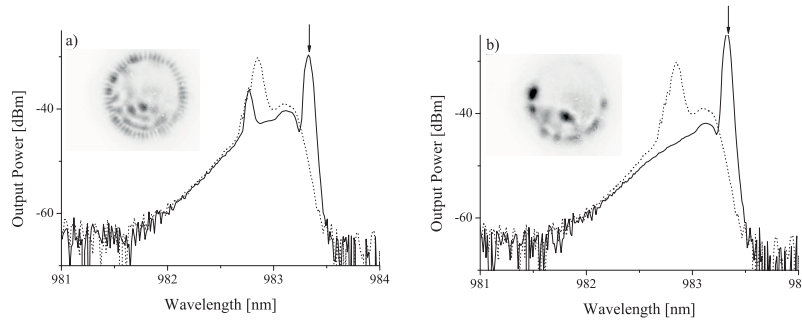 a)
Output Power [dBm]
-40
-60
981
982
983
984
Wavelength [nm]
b)
Output Power [dBm]
-40
-60
981
982
983
98
Wavelength [nm]